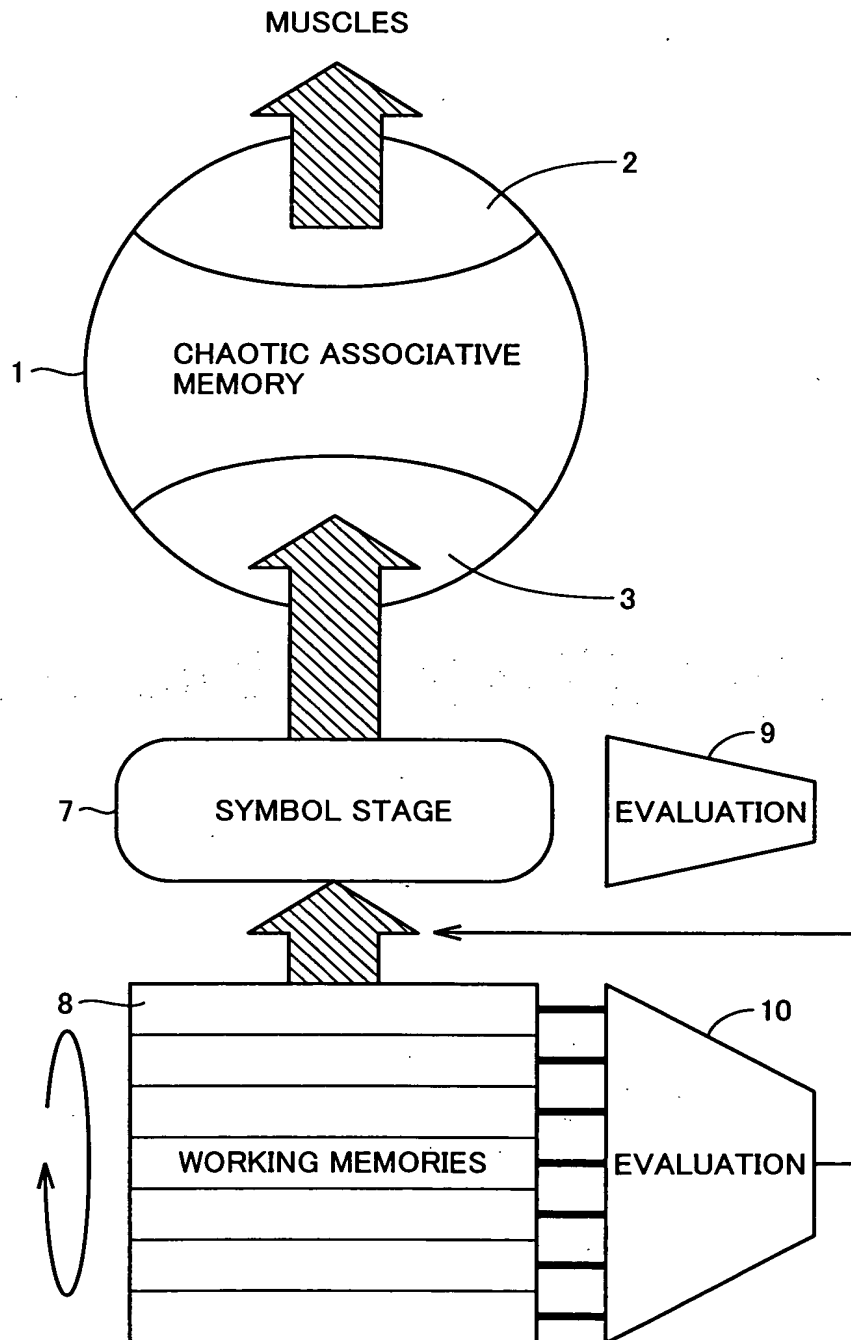 MUSCLES
2
1
CHAOTIC ASSOCIATIVE
MEMORY
3
9
7
SYMBOL STAGE
EVALUATION
8
10
WORKING MEMORIES
EVALUATION